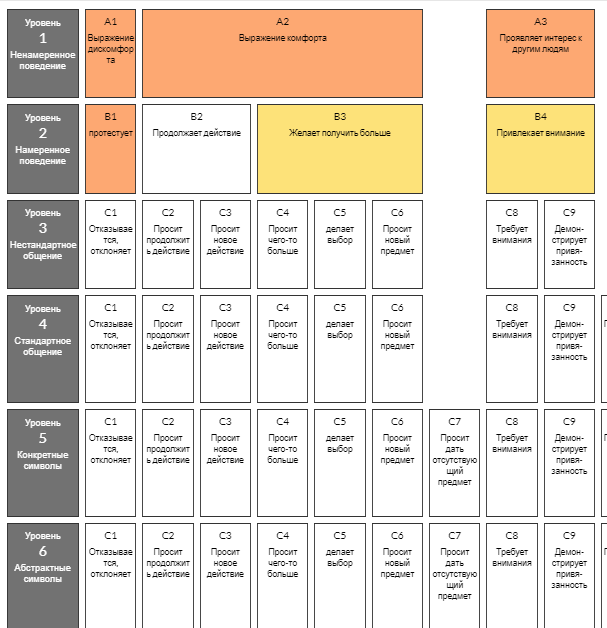 Уровень
1
Ненамеренное
поведение
A1
Выражение
дискомфор
та
A2
Выражение комфорта
A3
Проявляет интерес к
другим людям
Уровень
2
Намеренное
поведение
B1
протестует
B2
Продолжает действие
B3
Желает получить больше
B4
Привлекает внимание
Уровень
3
Нестандартное
общение
C1
Отказывае
тся,
отклоняет
C2
Просит
продолжит
ь действие
C3
Просит
новое
действие
C4
Просит
чего-то
больше
C5
делает
выбор
C6
Просит
новый
предмет
C8
Требует
внимания
C9
Демон-
стрирует
привя-
занность
Уровень
4
Стандартное
общение
C1
Отказывае
тся,
отклоняет
C2
Просит
продолжит
ь действие
C3
Просит
новое
действие
C4
Просит
чего-то
больше
C5
делает
выбор
C6
Просит
новый
предмет
C8
Требует
внимания
C9
Демон-
стрирует
привя-
занность
Уровень
5
Конкретные
символы
C1
Отказывае
тся,
отклоняет
C2
Просит
продолжит
ь действие
C3
Просит
новое
действие
C4
Просит
чего-то
больше
C5
делает
выбор
C6
Просит
новый
предмет
C7
Просит
дать
отсутствую
щий
предмет
C8
Требует
внимания
C9
Демон-
стрирует
привя-
занность
Уровень
6
Абстрактные
символы
C1
Отказывае
тся,
отклоняет
C2
Просит
продолжит
ь действие
C3
Просит
новое
действие
C4
Просит
чего-то
больше
C5
делает
выбор
C6
Просит
новый
предмет
C7
Просит
дать
отсутствую
щий
предмет
C8
Требует
внимания
C9
Демон-
стрирует
привя-
занность